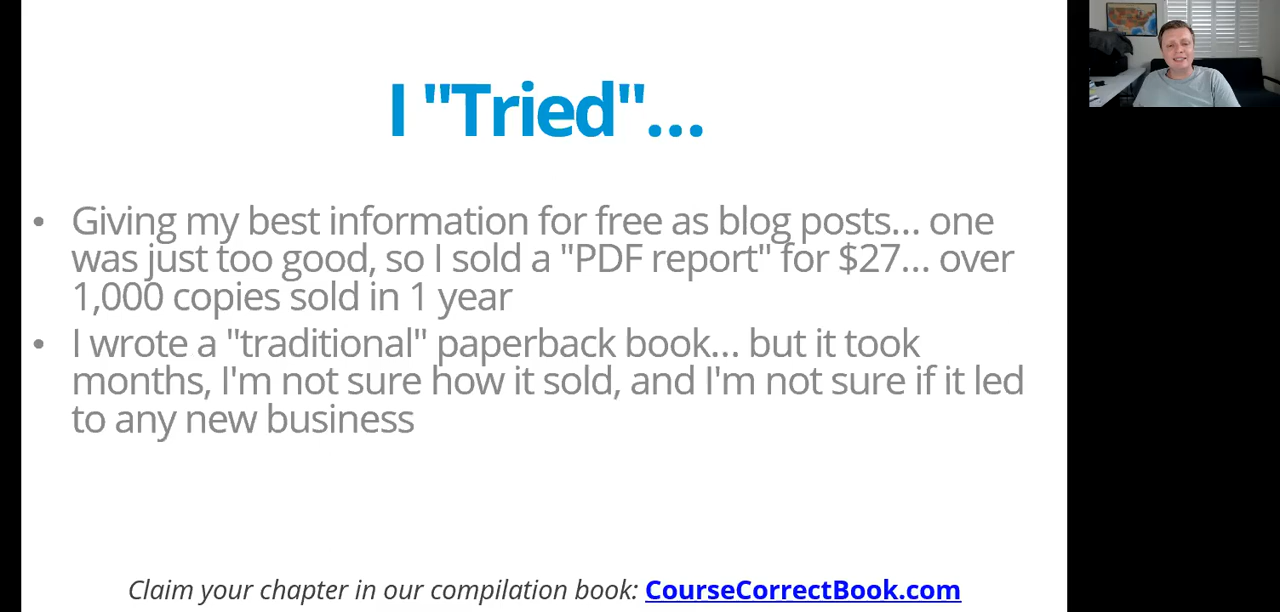 I "Tried"...
• Giving my best information for free as blog posts... one
was just too good, so I sold a "PDF report" for $27... over
1,000 copies sold in 1 year
• I wrote a "traditional" paperback book... but it took
months, I'm not sure how it sold, and I'm not sure if it led
to any new business
Claim your chapter in our compilation book: CourseCorrectBook.com